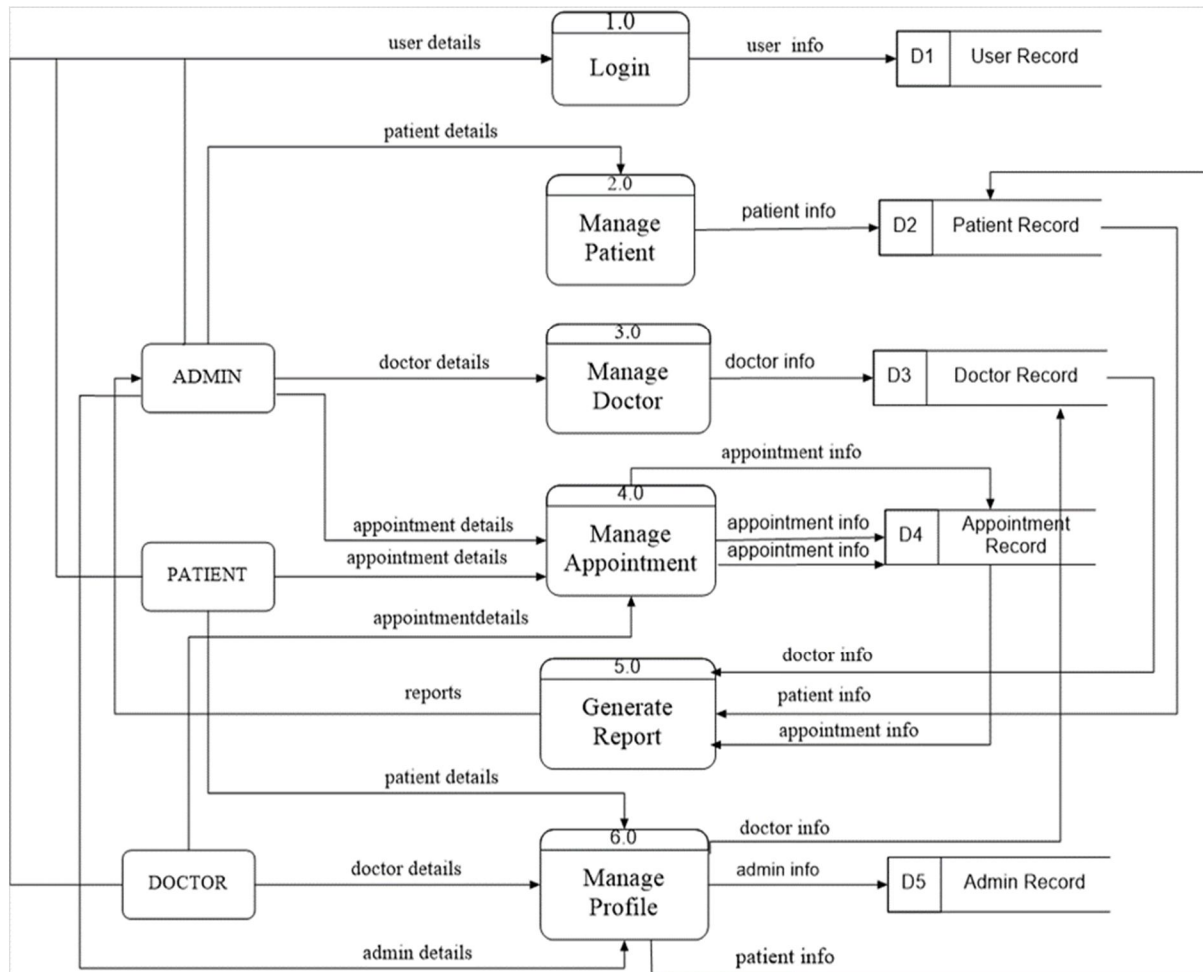 1.0
user details
user info
Login
D1
User Record
patient details
2.0
patient info
Manage
Patient
D2
Patient Record
3.0
doctor details
doctor info
ADMIN
Manage
Doctor
D3
Doctor Record
appointment info
4.0
appointment details
Manage
appointment info
D4
Appointment
Record
appointment details
Appointment
appointment info
PATIENT
appointmentdetails
doctor info
5.0
reports
patient info
Generate
Report
appointment info
patient details
doctor info
6.0
doctor details
admin info
DOCTOR
Manage
Profile
D5
Admin Record
admin details
patient info